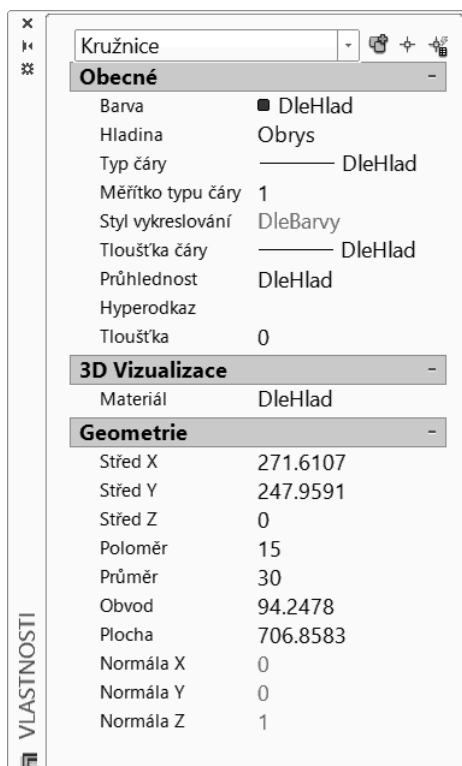 Kružnice
Obecné
Barva DleHlad
Hladina Obrys
Typ čáry DleHlad
Měřítko typu čáry 1
Styl vykreslování DleBarvy
Tloušťka čáry DleHlad
Průhlednost DleHlad
Hyperodkaz
Tloušťka 0
3D Vizualizace
Materiál DleHlad
Geometrie
Střed X 271.6107
Střed Y 247.9591
Střed Z 0
Poloměr 15
Průměr 30
Obvod 94.2478
Plocha 706.8583
Normála X 0
Normála Y 0
Normála Z 1
VLASTNOSTI